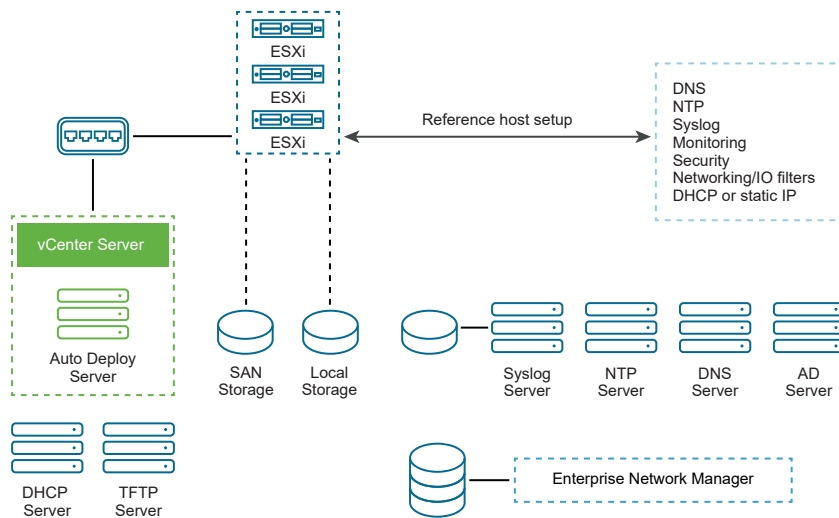 ESXi
ESXi
ESXi
Reference host setup
DNS
NTP
Syslog
Monitoring
Security
Networking/IO filters
DHCP or static IP
vCenter Server
Auto Deploy
Server
SAN
Storage
Local
Storage
Syslog
Server
NTP
Server
DNS
Server
AD
Server
DHCP
Server
TFTP
Server
Enterprise Network Manager